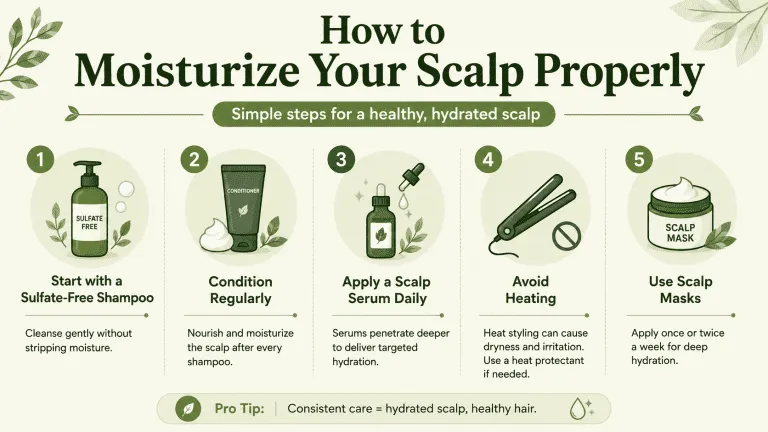 How to
Moisturize Your Scalp Properly
Simple steps for a healthy, hydrated scalp
1
SULFATE
FREE
Start with a
Sulfate-Free Shampoo
Cleanse gently without
stripping moisture.
2
CONDITIONER
Condition
Regularly
Nourish and moisturize
the scalp after every
shampoo.
3
Apply a Scalp
Serum Daily
Serums penetrate deeper
to deliver targeted
hydration.
4
Avoid
Heating
Heat styling can cause
dryness and irritation.
Use a heat protectant
if needed.
5
SCALP
MASK
Use Scalp
Masks
Apply once or twice
a week for deep
hydration.
Pro Tip: Consistent care = hydrated scalp, healthy hair.